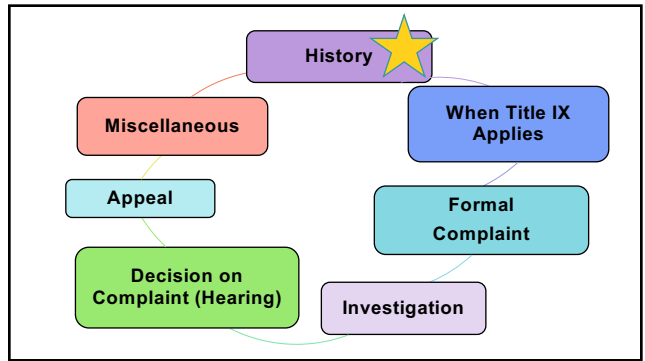 History
When Title IX
Applies
Formal
Complaint
Investigation
Decision on
Complaint (Hearing)
Appeal
Miscellaneous